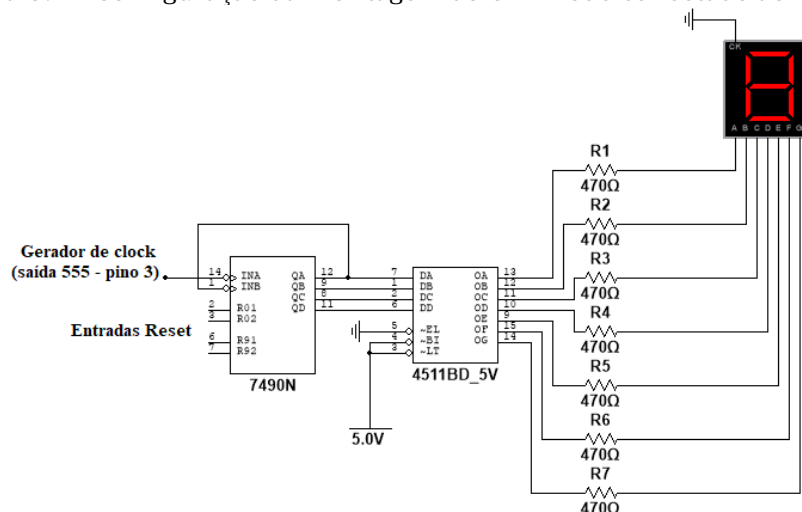 CK
A B C D E F G
R1
470Ω
R2
470Ω
R3
470Ω
R4
470Ω
R5
470Ω
R6
470Ω
R7
470Ω
Gerador de clock
(saída 555 - pino 3)
Entradas Reset
14 INA QA 12
1 INB QB 9
QC 8
QD 11
2 R01
3 R02
6 R91
7 R92
7490N
7 DA OA 13
1 DB OB 12
2 DC OC 11
6 DD OD 10
OE 9
5 ~EL OF 15
4 ~BI OG 14
3 ~LT
4511BD_5V
5.0V